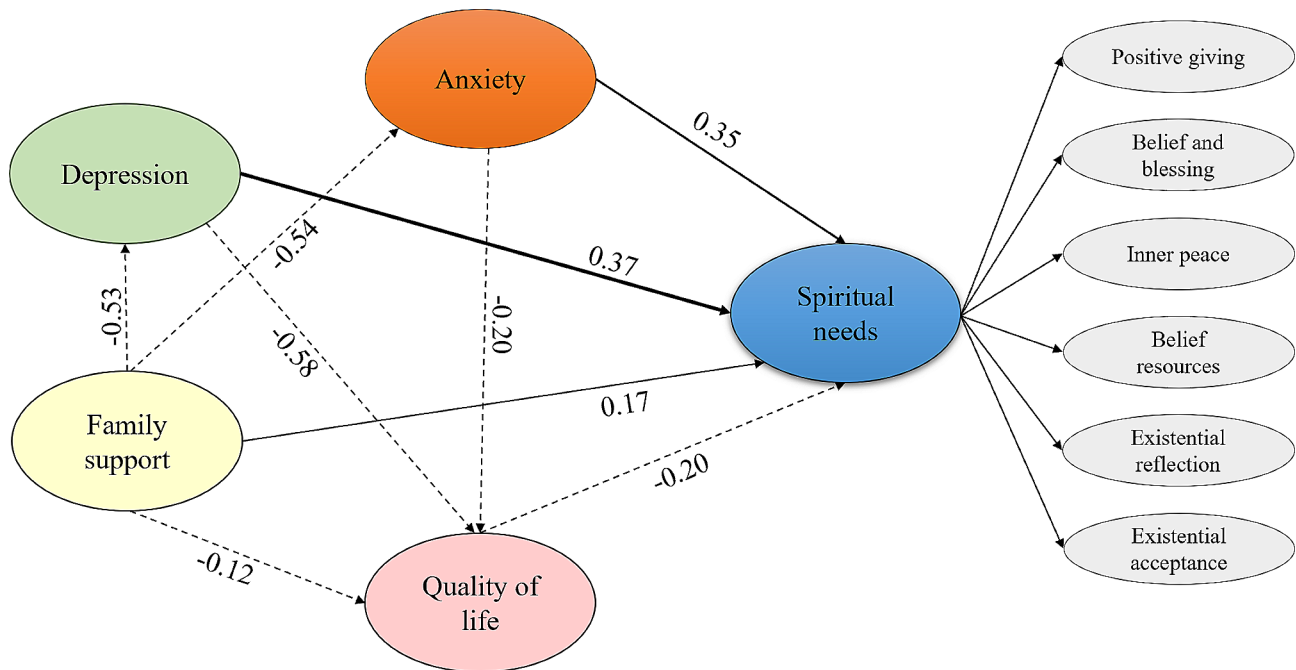 Positive giving
Anxiety
0.35
Belief and
blessing
Depression
-0.54
0.37
Inner peace
-0.53
-0.58
-0.20
Spiritual
needs
Belief
resources
Family
support
0.17
-0.20
Existential
reflection
-0.12
Quality of
life
Existential
acceptance